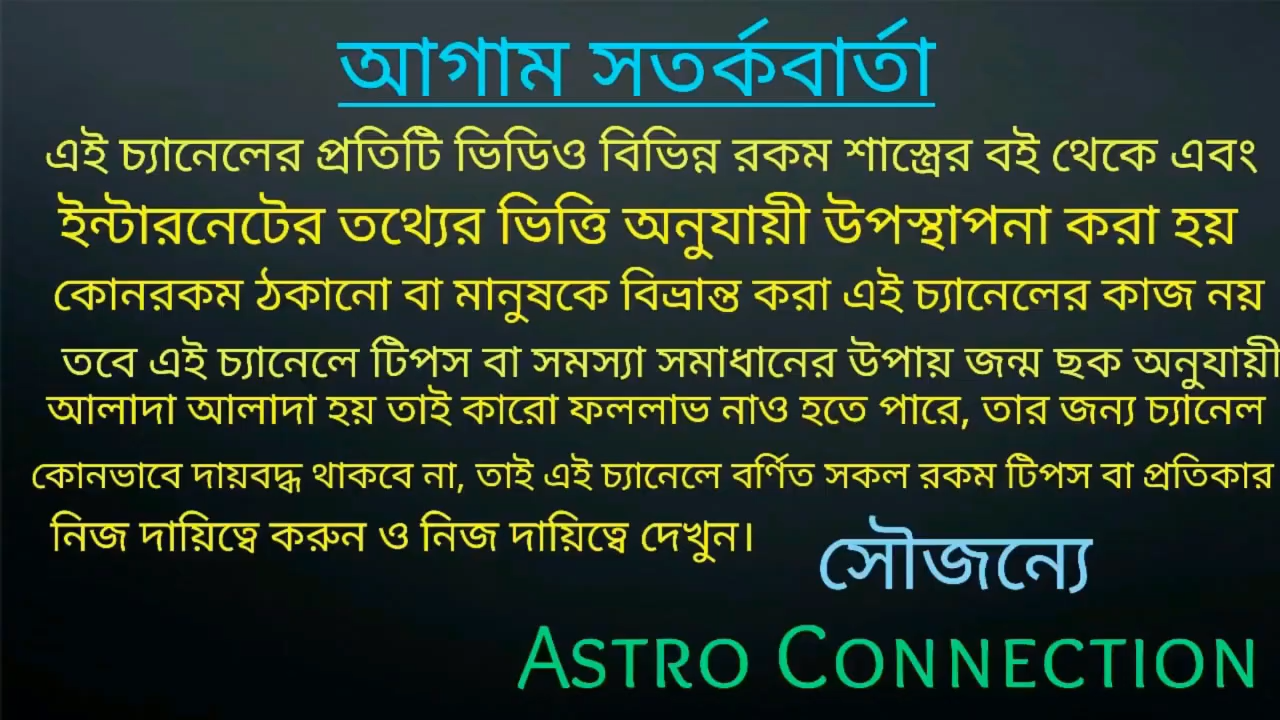 আগাম সতর্কবার্তা
এই চ্যানেলের প্রতিটি ভিডিও বিভিন্ন রকম শাস্ত্রের বই থেকে এবং
ইন্টারনেটের তথ্যের ভিত্তি অনুযায়ী উপস্থাপনা করা হয়
কোনরকম ঠকানো বা মানুষকে বিভ্রান্ত করা এই চ্যানেলের কাজ নয়
তবে এই চ্যানেলে টিপস বা সমস্যা সমাধানের উপায় জন্ম ছক অনুযায়ী
আলাদা আলাদা হয় তাই কারো ফললাভ নাও হতে পারে, তার জন্য চ্যানেল
কোনভাবে দায়বদ্ধ থাকবে না, তাই এই চ্যানেলে বর্ণিত সকল রকম টিপস বা প্রতিকার
নিজ দায়িত্বে করুন ও নিজ দায়িত্বে দেখুন।
সৌজন্যে
ASTRO CONNECTION